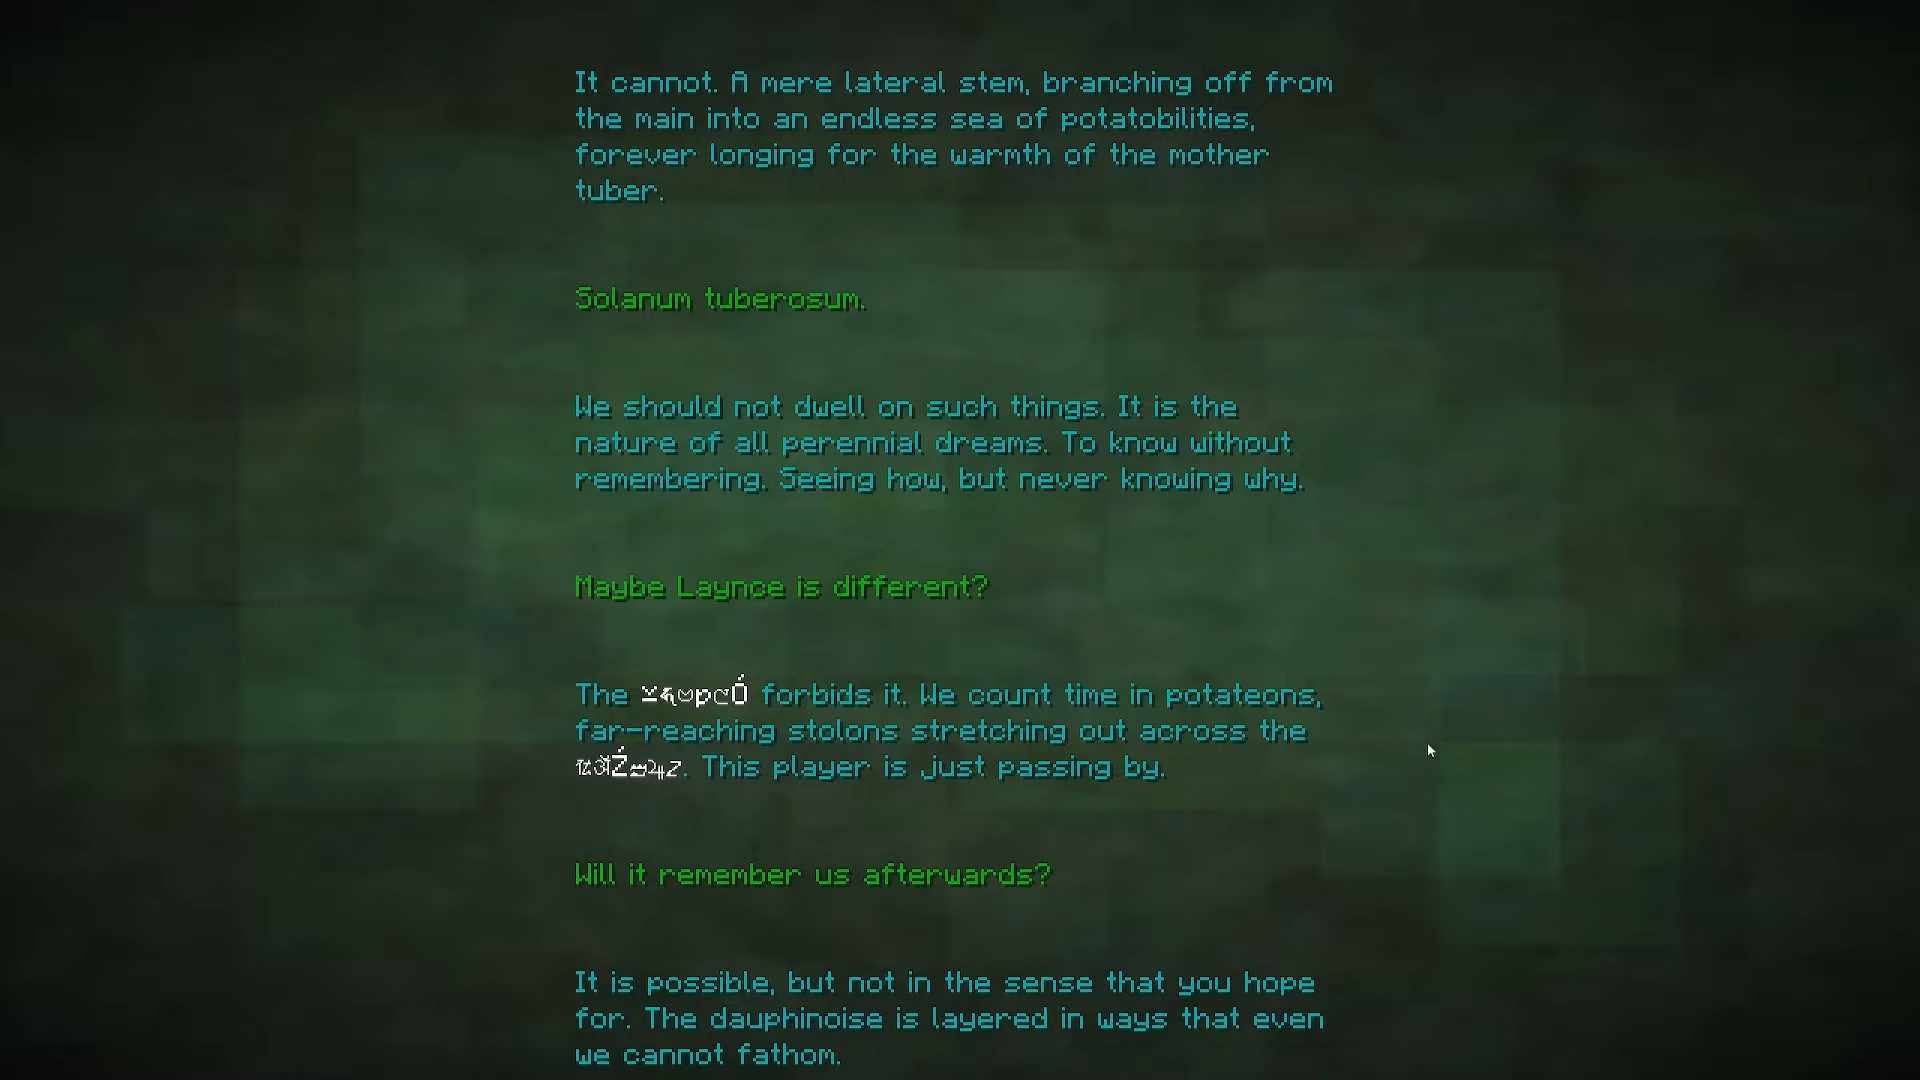 It cannot. A mere lateral stem, branching off from
the main into an endless sea of potatobilities,
forever longing for the warmth of the mother
tuber.
Solanum tuberosum.
We should not dwell on such things. It is the
nature of all perennial dreams. To know without
remembering. Seeing how, but never knowing why.
Maybe Laynce is different?
The forbids it. We count time in potateons,
far-reaching stolons stretching out across the
This player is just passing by.
Will it remember us afterwards?
It is possible, but not in the sense that you hope
for. The dauphinoise is layered in ways that even
we cannot fathom.